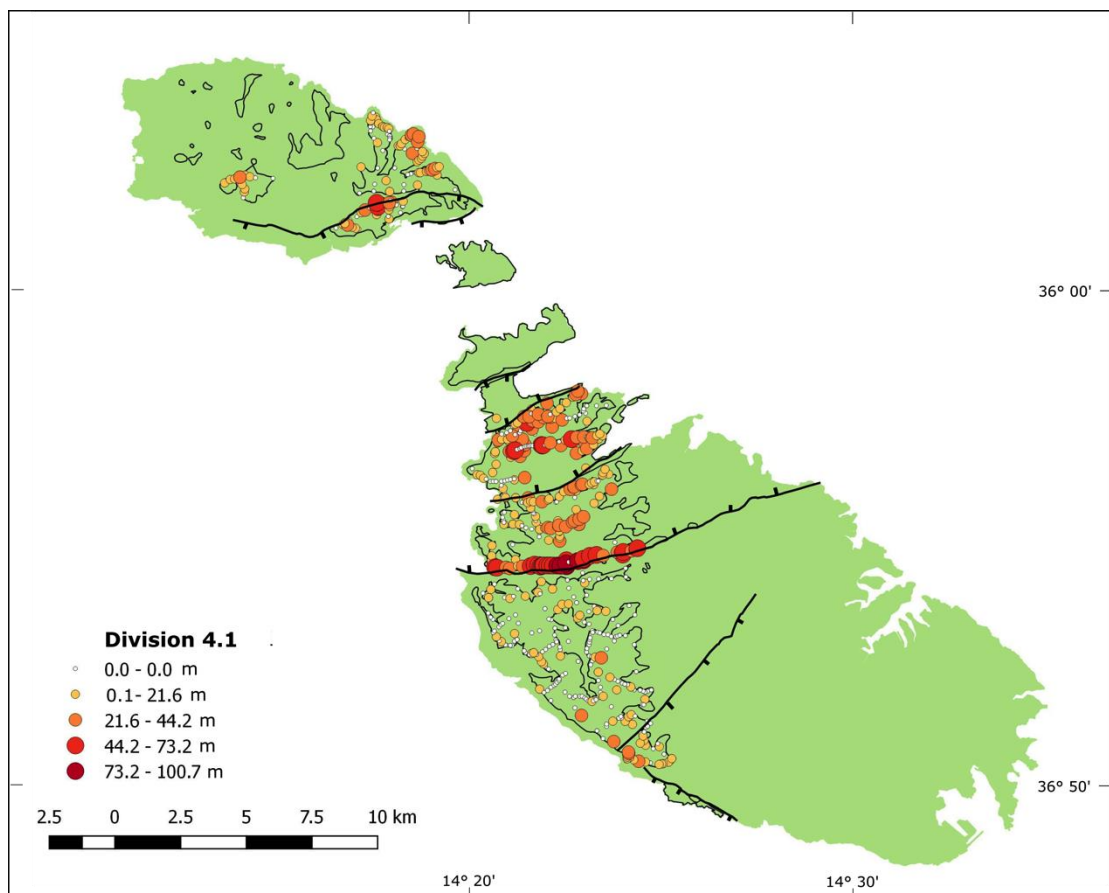 36° 00'
Division 4.1
0.0 - 0.0 m
0.1- 21.6 m
21.6 - 44.2 m
44.2 - 73.2 m
73.2 - 100.7 m
36° 50'
2.5 0 2.5 5 7.5 10 km
14° 20' 14° 30'